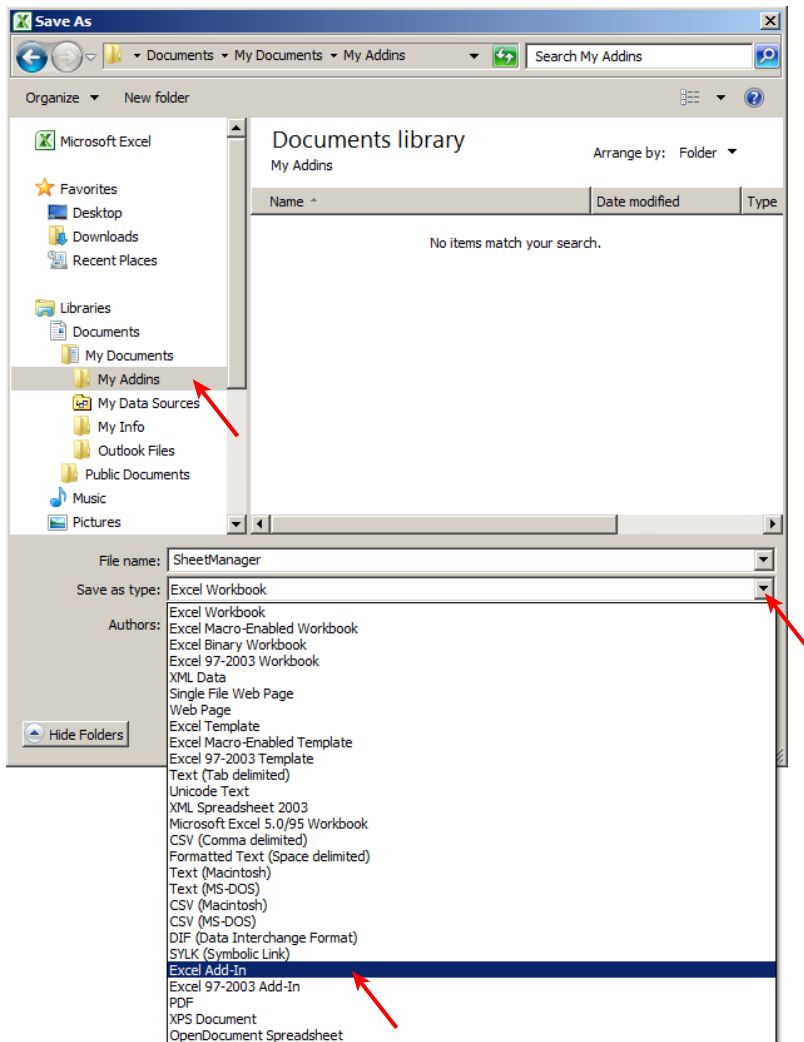 Save As
Documents My Documents My Addins
Search My Addins
Organize New folder
Microsoft Excel
Favorites
Desktop
Downloads
Recent Places
Libraries
Documents
My Documents
My Addins
My Data Sources
My Info
Outlook Files
Public Documents
Music
Pictures
Documents library
My Addins
Arrange by: Folder
Name Date modified Type
No items match your search.
File name: SheetManager
Save as type: Excel Workbook
Authors:
Excel Workbook
Excel Macro-Enabled Workbook
Excel Binary Workbook
Excel 97-2003 Workbook
XML Data
Single File Web Page
Web Page
Excel Template
Excel Macro-Enabled Template
Excel 97-2003 Template
Text (Tab delimited)
Unicode Text
XML Spreadsheet 2003
Microsoft Excel 5.0/95 Workbook
CSV (Comma delimited)
Formatted Text (Space delimited)
Text (Macintosh)
Text (MS-DOS)
CSV (Macintosh)
CSV (MS-DOS)
DIF (Data Interchange Format)
SYLK (Symbolic Link)
Excel Add-In
Excel 97-2003 Add-In
PDF
XPS Document
OpenDocument Spreadsheet
Hide Folders